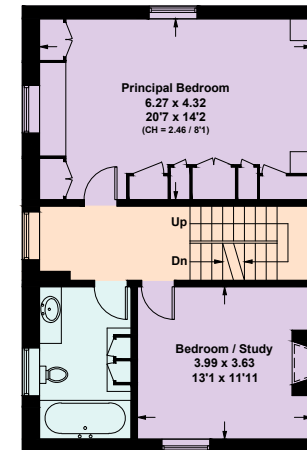 Principal Bedroom
6.27 x 4.32
20'7 x 14'2
(CH = 2.46 / 8'1)
Up
Dn
Bedroom / Study
3.99 x 3.63
13'1 x 11'11